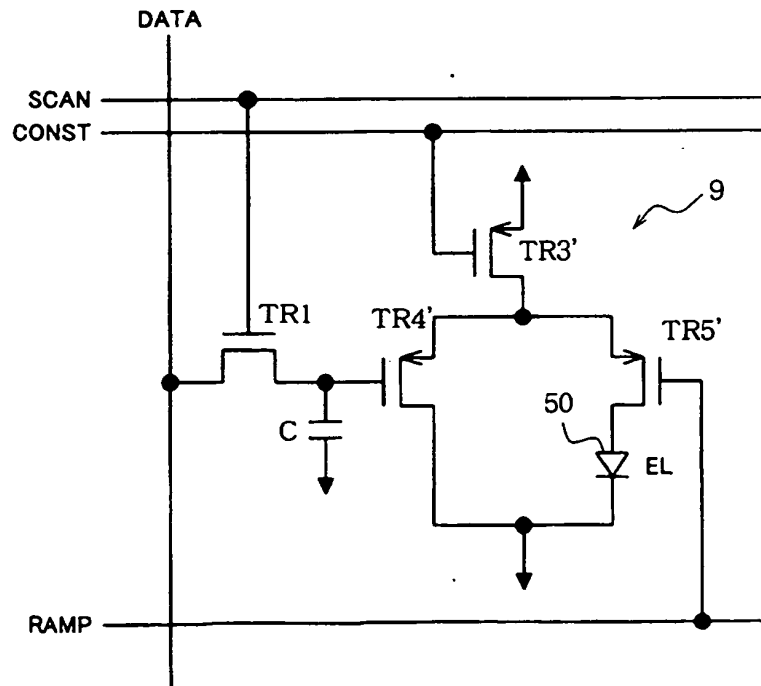 DATA
SCAN
CONST
9
TR3'
TR1
TR4'
TR5'
50
C
EL
RAMP